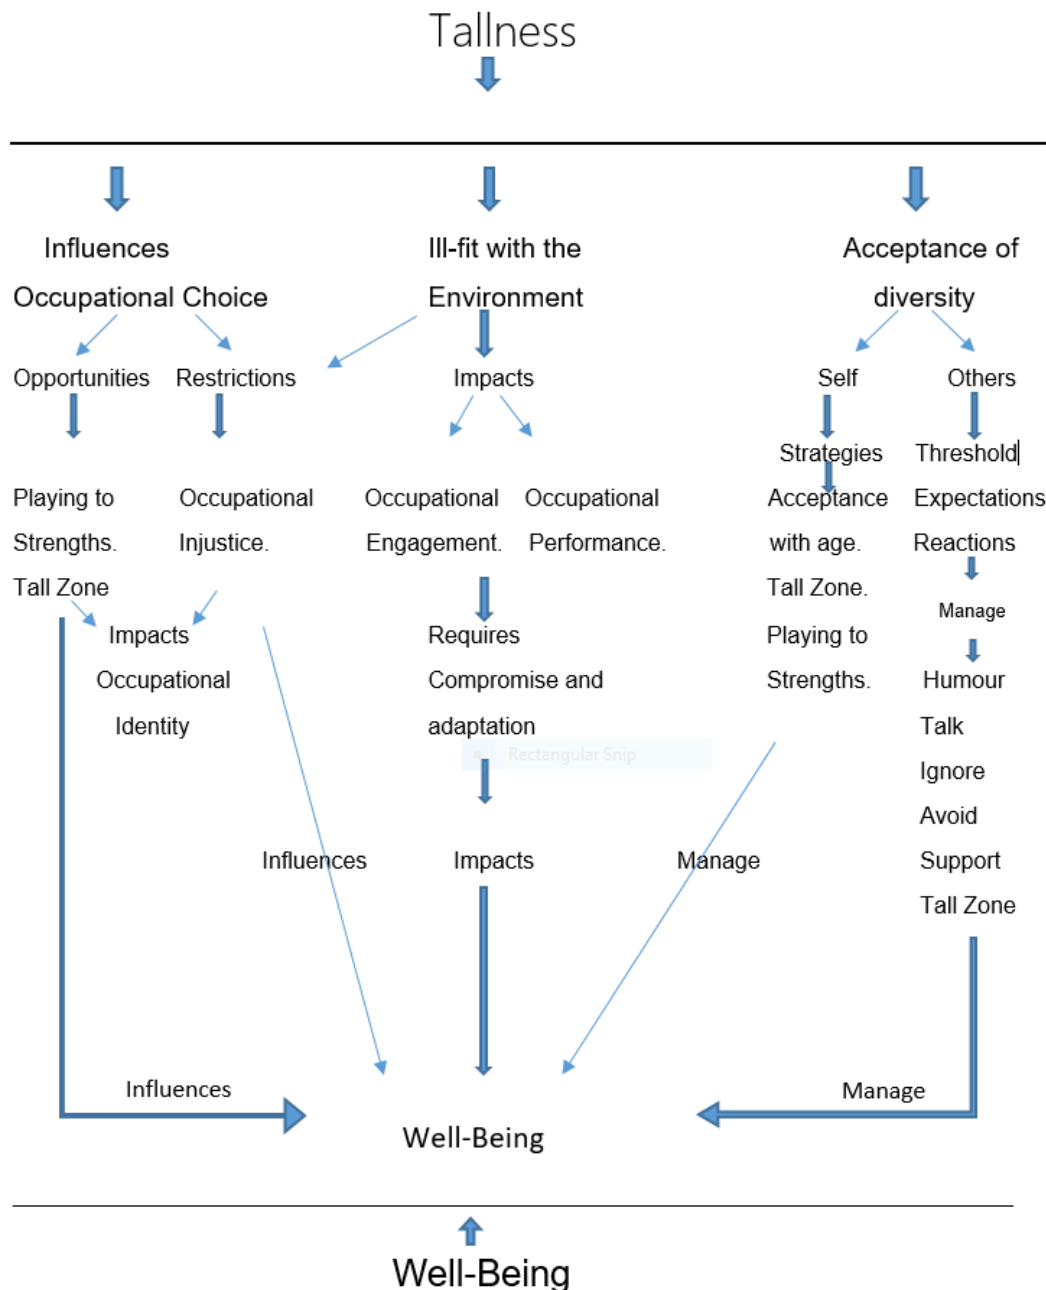 Tallness
Influences
Occupational Choice
Opportunities
Restrictions
Playing to
Strengths.
Tall Zone
Occupational
Injustice.
Impacts
Occupational
Identity
Ill-fit with the
Environment
Impacts
Occupational
Engagement.
Occupational
Performance.
Requires
Compromise and
adaptation
Rectangular Snip
Acceptance of
diversity
Self
Others
Strategies
Acceptance
with age.
Tall Zone.
Playing to
Strengths.
Threshold
Expectations
Reactions
Manage
Humour
Talk
Ignore
Avoid
Support
Tall Zone
Influences
Impacts
Manage
Influences
Manage
Well-Being
Well-Being